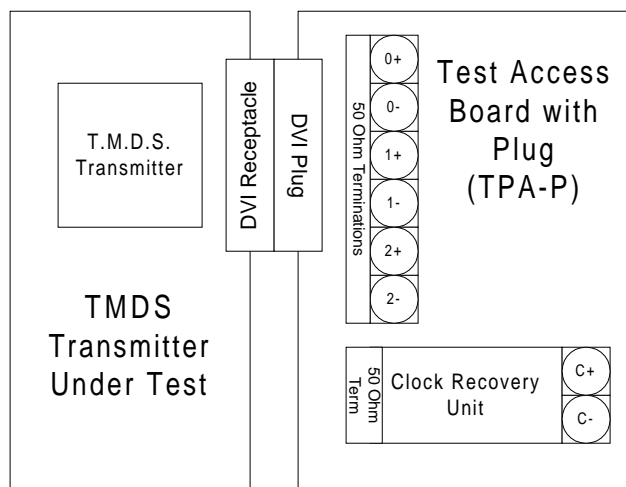 T.M.D.S.
Transmitter
TMDS
Transmitter
Under Test
DVI Receptacle
DVI Plug
50 Ohm Terminations
0+
0-
1+
1-
2+
2-
Test Access
Board with
Plug
(TPA-P)
50 Ohm
Term
Clock Recovery
Unit
C+
C-